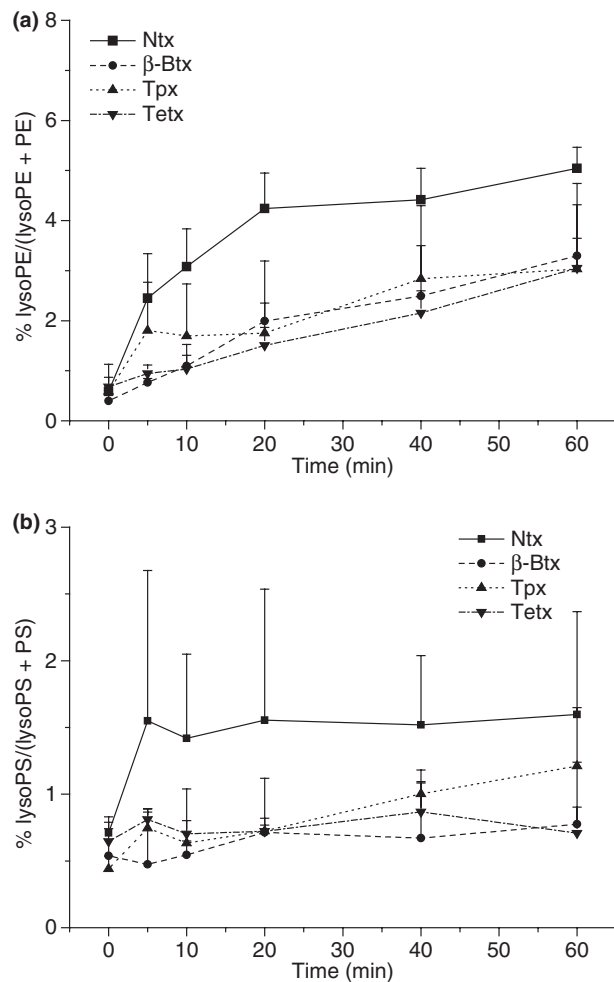 (a)
8
6
4
2
0
% lysoPE/(lysoPE + PE)
Ntx
β-Btx
Tpx
Tetx
0 10 20 30 40 50 60
Time (min)
(b)
3
2
1
0
% lysoPS/(lysoPS + PS)
Ntx
β-Btx
Tpx
Tetx
0 10 20 30 40 50 60
Time (min)